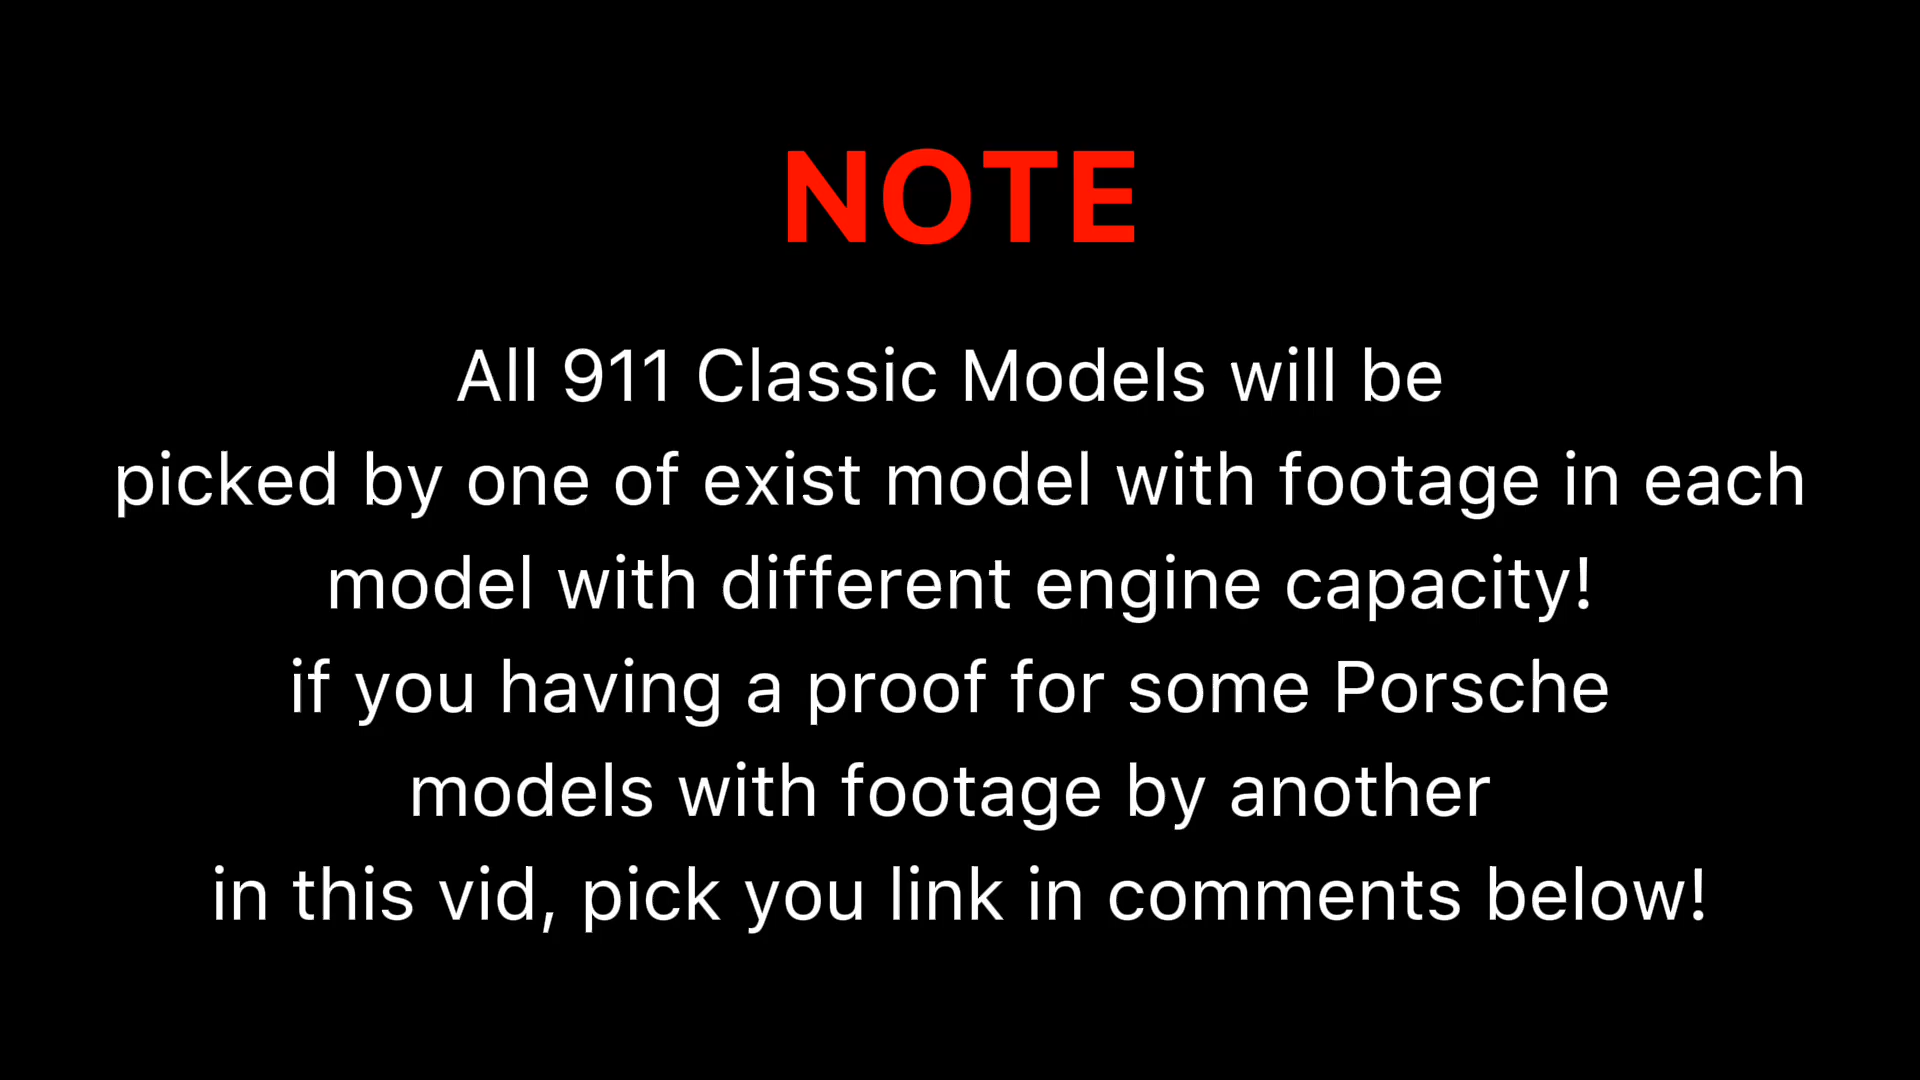 NOTE
All 911 Classic Models will be
picked by one of exist model with footage in each
model with different engine capacity!
if you having a proof for some Porsche
models with footage by another
in this vid, pick you link in comments below!